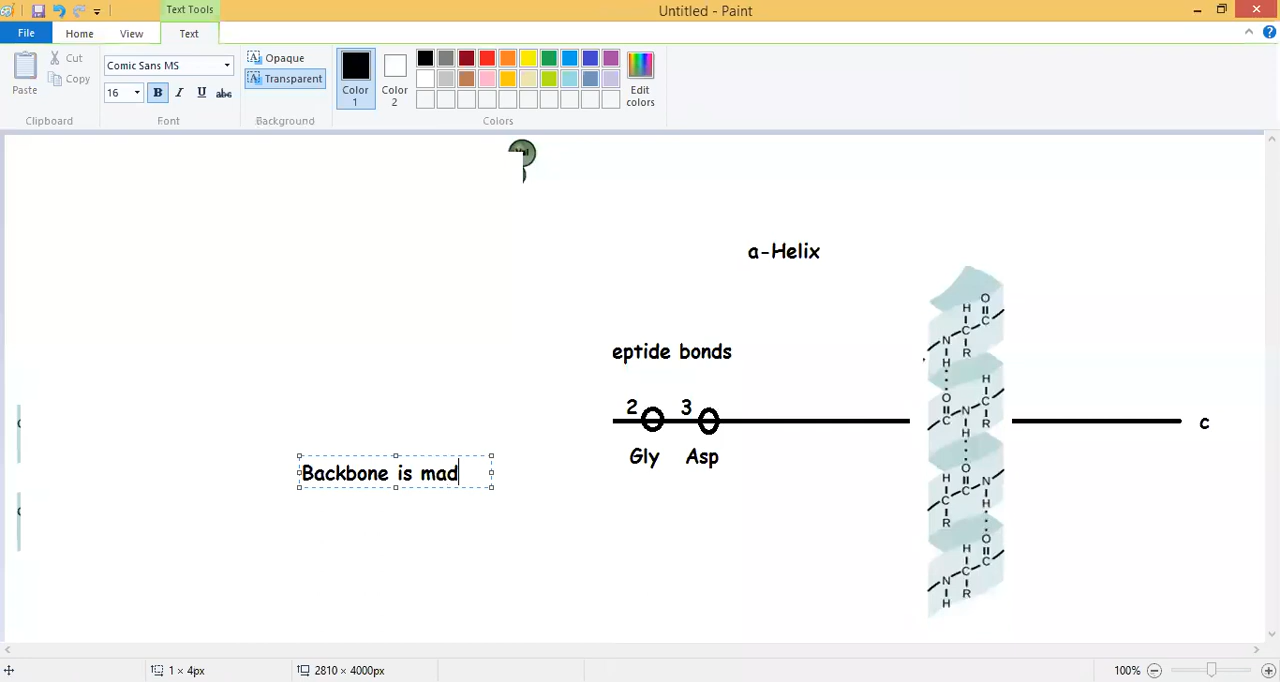 Text Tools
Untitled - Paint
File
Home
View
Text
Paste
Cut
Copy
Clipboard
Comic Sans MS
16
B
I
U
abc
Font
Opaque
Transparent
Background
Color 1
Color 2
Edit colors
Colors
a-Helix
eptide bonds
2
3
Gly
Asp
c
Backbone is mad
O
H
C
C
N
R
H
O
H
C
N
C
H
R
O
H
C
N
C
H
R
O
H
C
C
N
R
H
1 × 4px
2810 × 4000px
100%